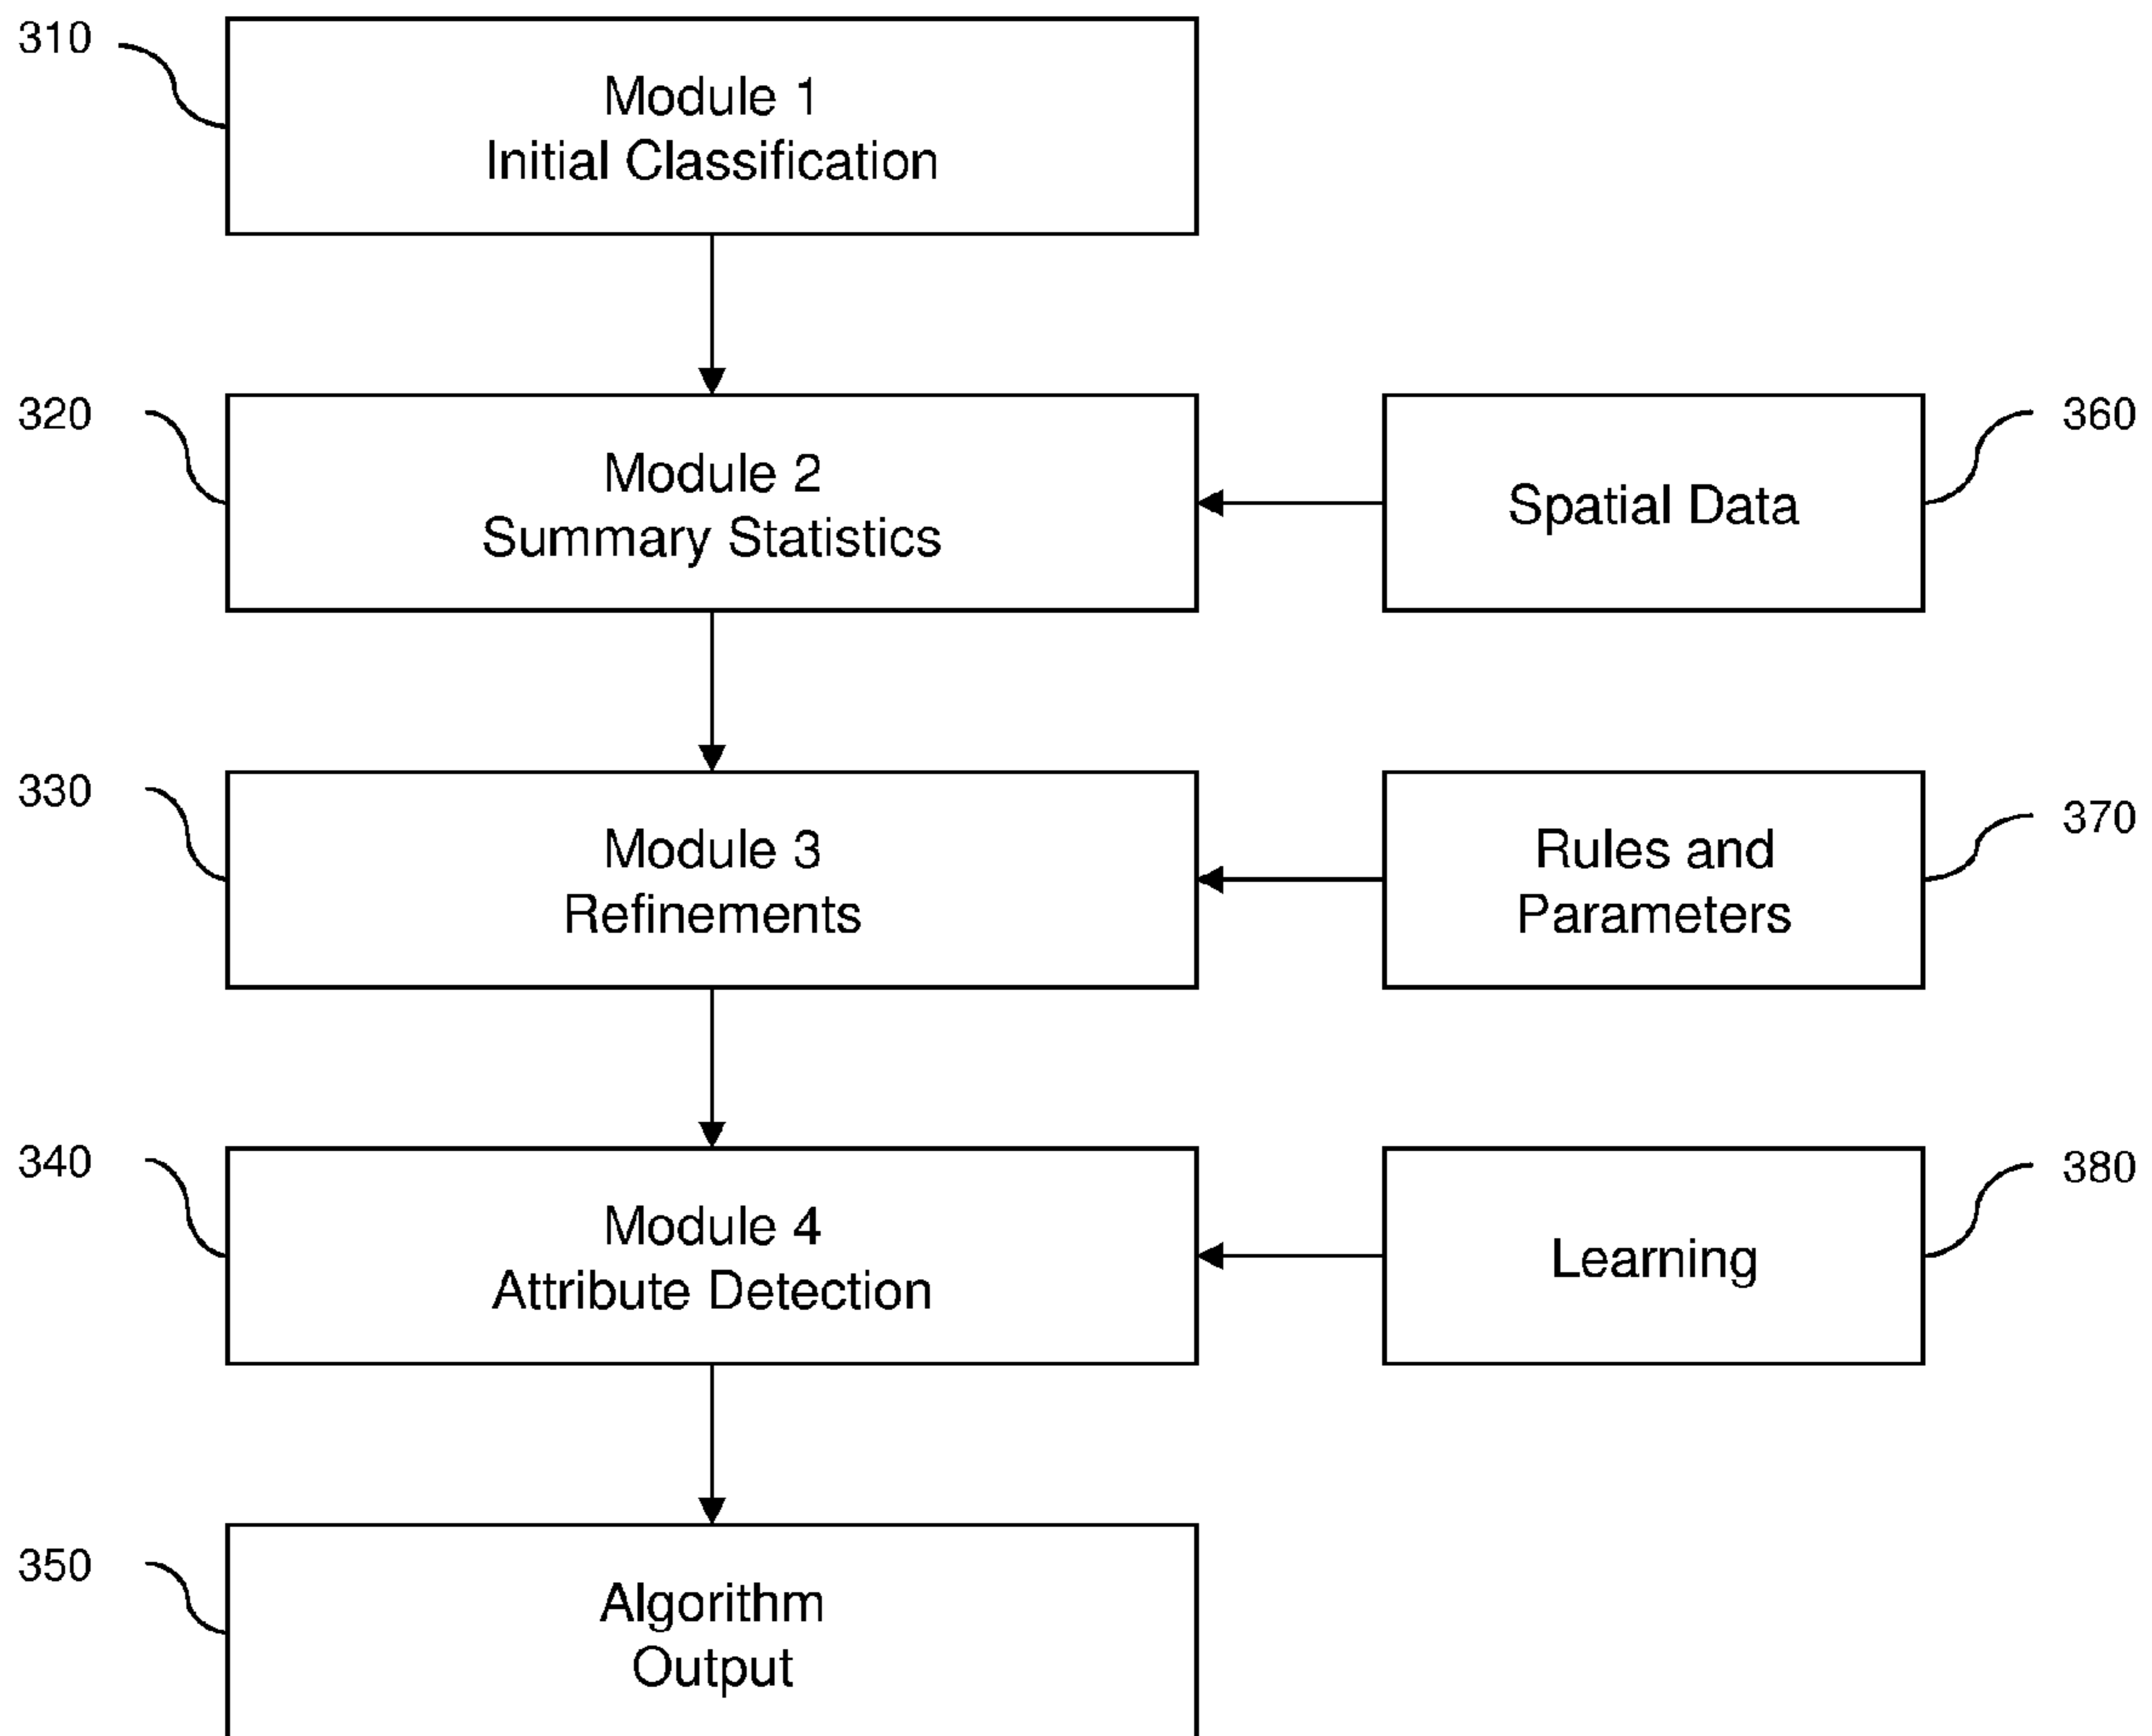 310
Module 1
Initial Classification
320
Module 2
Summary Statistics
Spatial Data
360
330
Module 3
Refinements
Rules and
Parameters
370
340
Module 4
Attribute Detection
Learning
380
350
Algorithm
Output